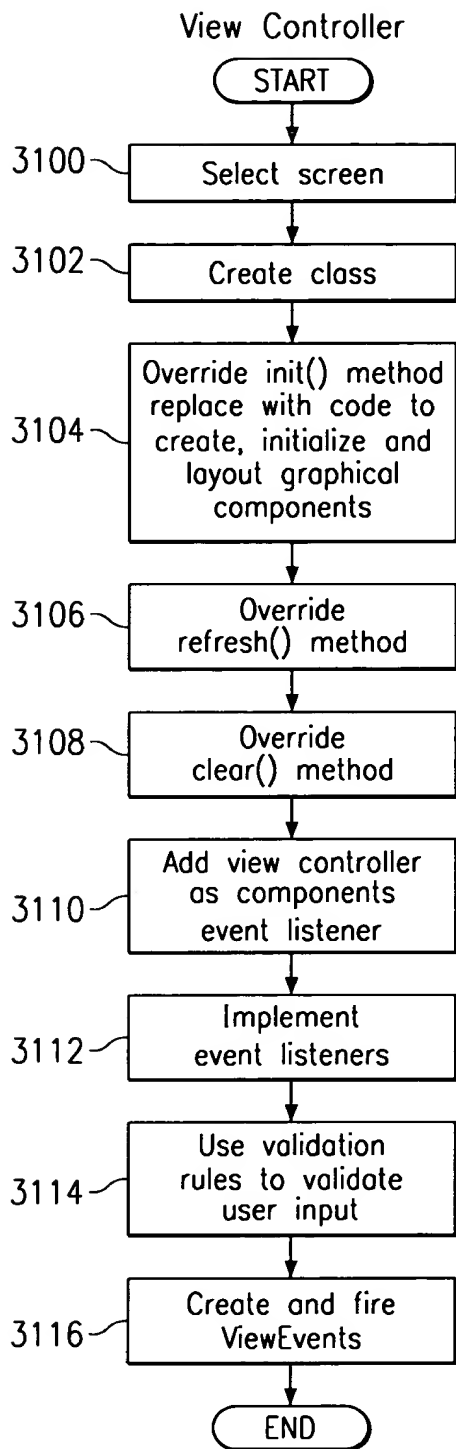 View Controller
START
3100
Select screen
3102
Create class
3104
Override init() method
replace with code to
create, initialize and
layout graphical
components
3106
Override
refresh() method
3108
Override
clear() method
3110
Add view controller
as components
event listener
3112
Implement
event listeners
3114
Use validation
rules to validate
user input
3116
Create and fire
ViewEvents
END